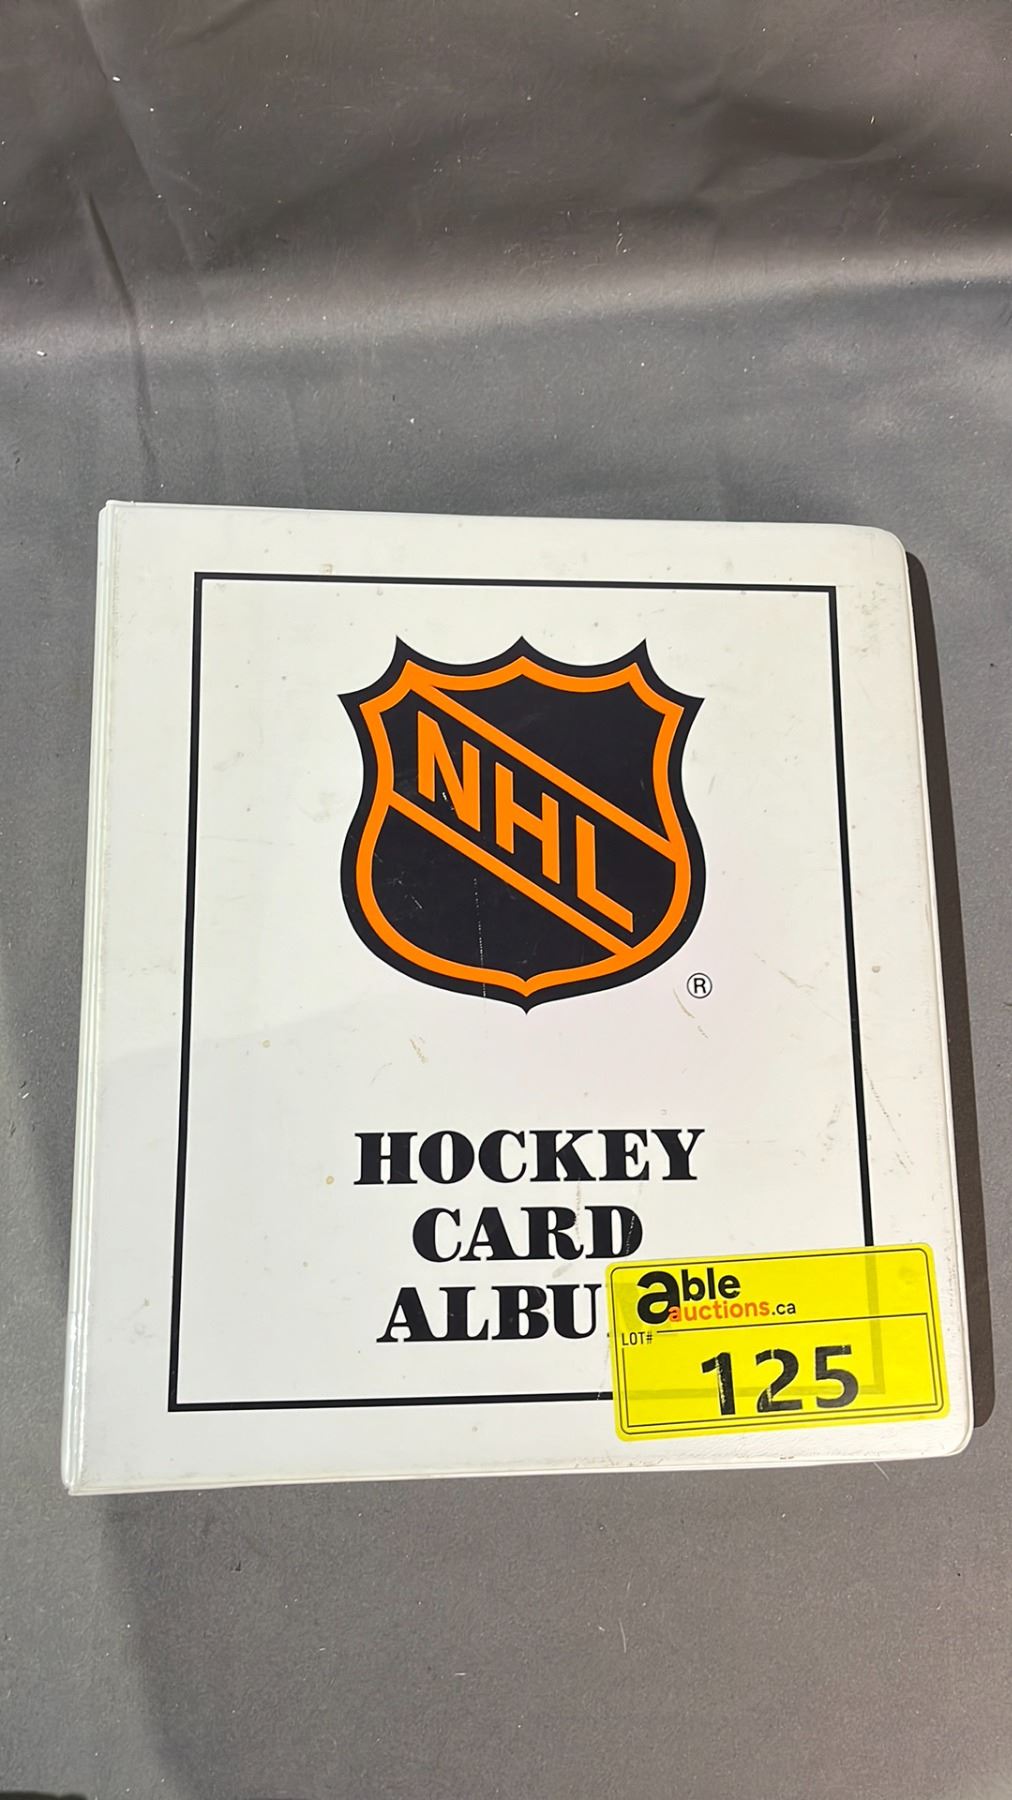 NHL
®
HOCKEY
CARD
ALBU
able
auctions.ca
LOT#
125